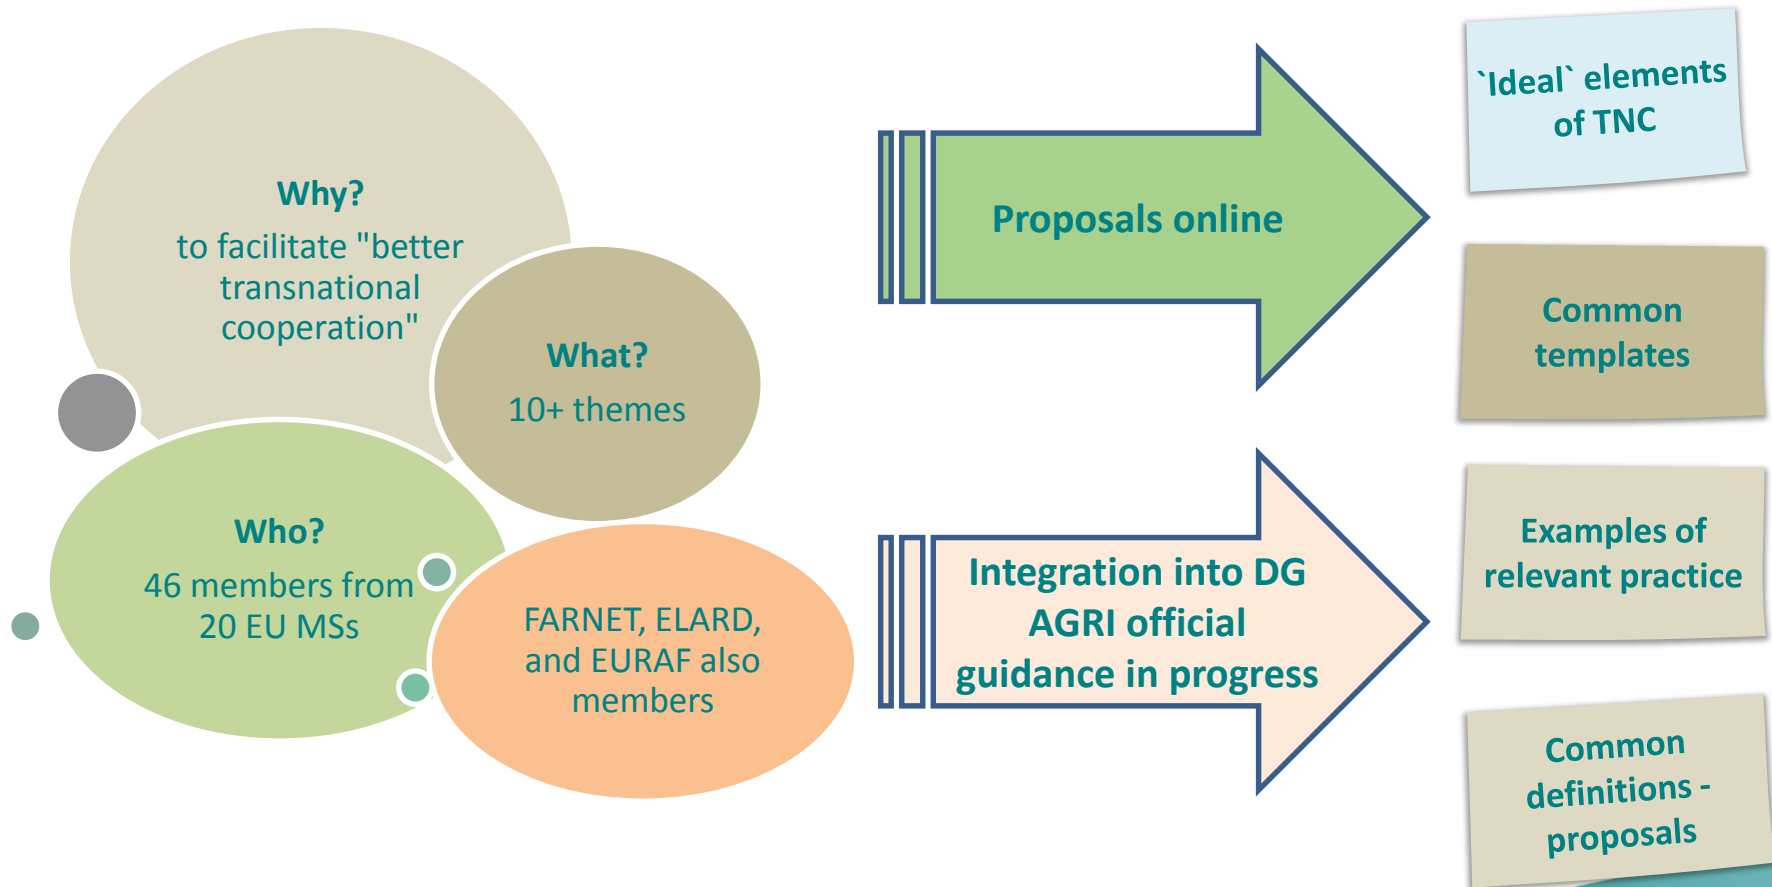 Why?
to facilitate "better
transnational
cooperation"
What?
10+ themes
Who?
46 members from
20 EU MSs
FARNET, ELARD,
and EURAF also
members
Proposals online
Integration into DG
AGRI official
guidance in progress
`Ideal` elements
of TNC
Common
templates
Examples of
relevant practice
Common
definitions -
proposals